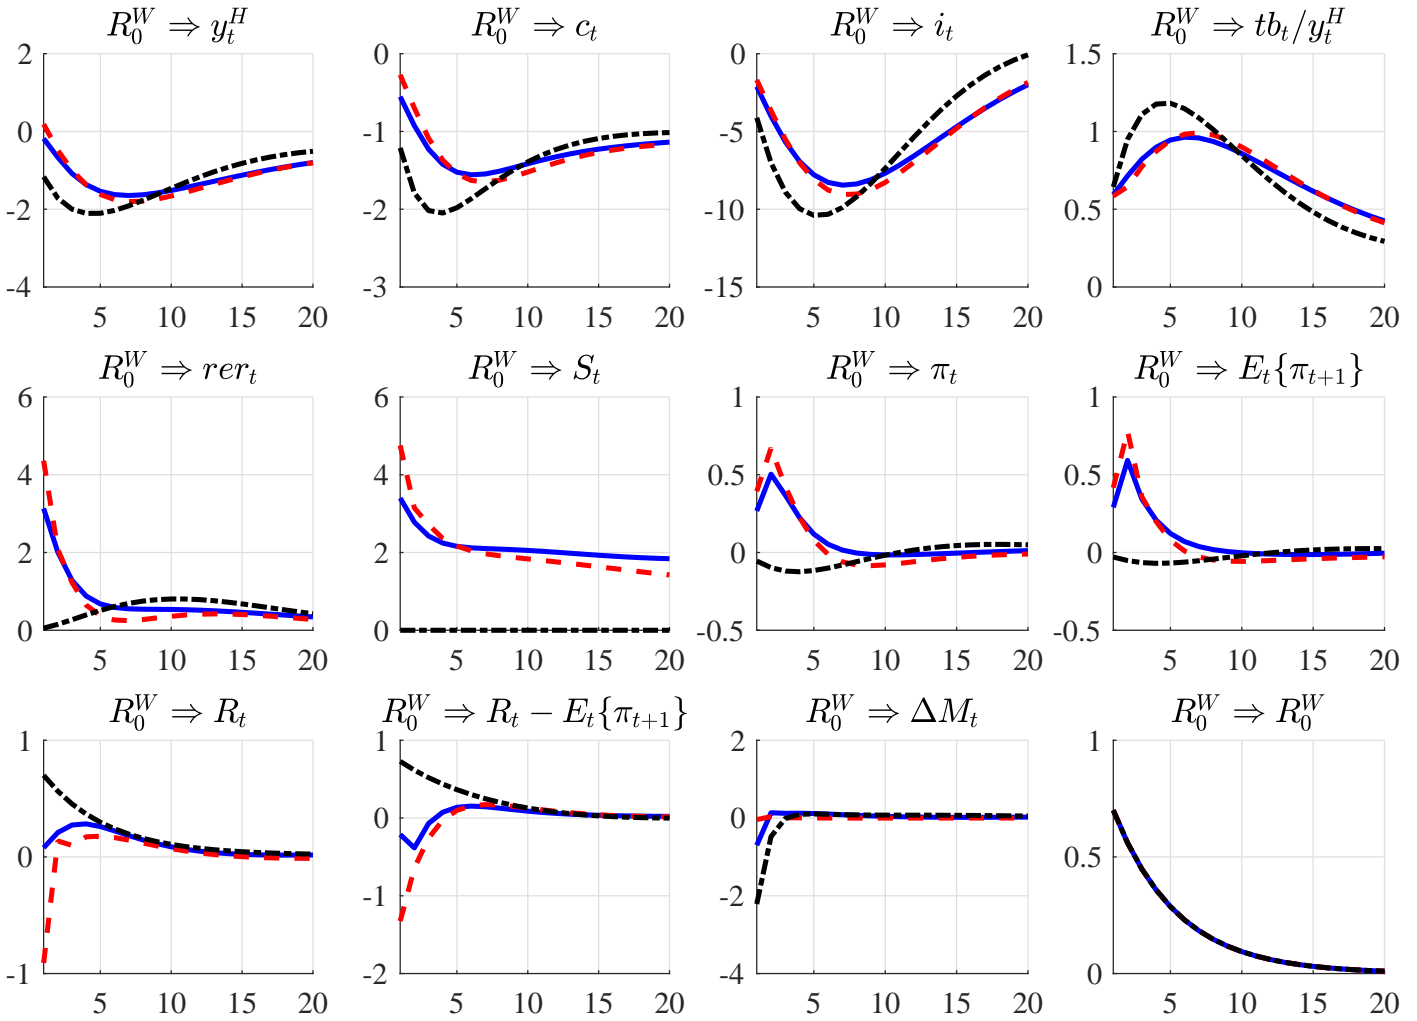 R_0^W ⇒ y_t^H
R_0^W ⇒ c_t
R_0^W ⇒ i_t
R_0^W ⇒ tb_t/y_t^H
2
0
-2
-4
5 10 15 20
0
-1
-2
-3
5 10 15 20
0
-5
-10
-15
5 10 15 20
1.5
1
0.5
0
5 10 15 20
R_0^W ⇒ rer_t
R_0^W ⇒ S_t
R_0^W ⇒ π_t
R_0^W ⇒ E_t{π_{t+1}}
6
4
2
0
5 10 15 20
6
4
2
0
5 10 15 20
1
0.5
0
-0.5
5 10 15 20
1
0.5
0
-0.5
5 10 15 20
R_0^W ⇒ R_t
R_0^W ⇒ R_t − E_t{π_{t+1}}
R_0^W ⇒ ΔM_t
R_0^W ⇒ R_0^W
1
0
-1
5 10 15 20
1
0
-1
-2
5 10 15 20
2
0
-2
-4
5 10 15 20
1
0.5
0
5 10 15 20